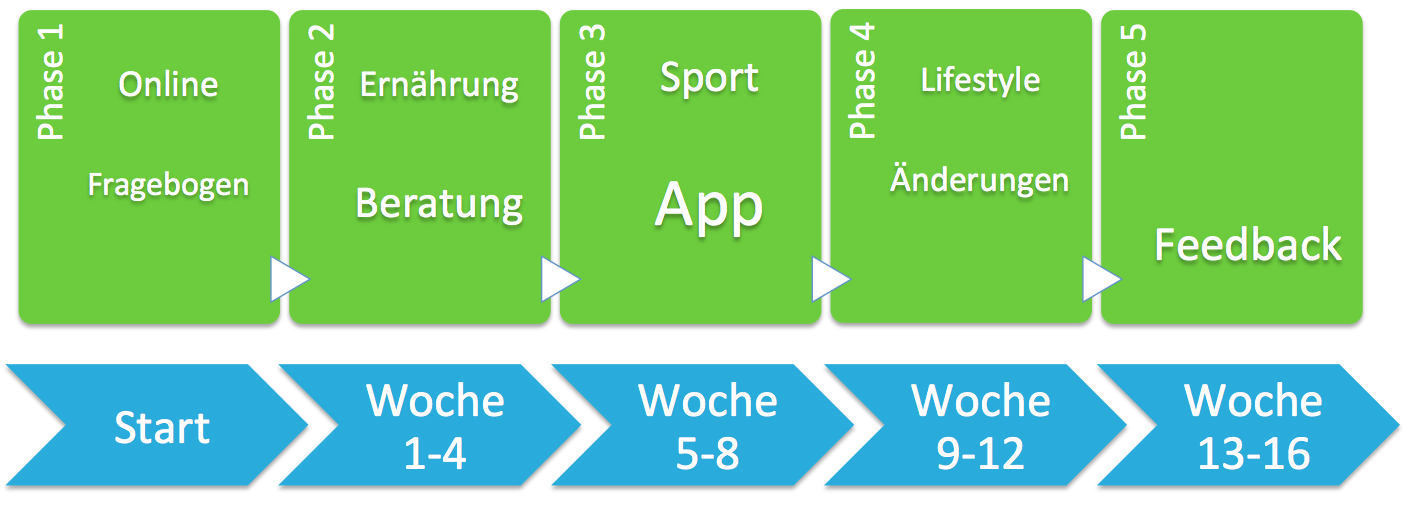 Phase 1
Online
Fragebogen
Phase 2
Ernährung
Beratung
Phase 3
Sport
App
Phase 4
Lifestyle
Änderungen
Phase 5
Feedback
Start
Woche
1-4
Woche
5-8
Woche
9-12
Woche
13-16